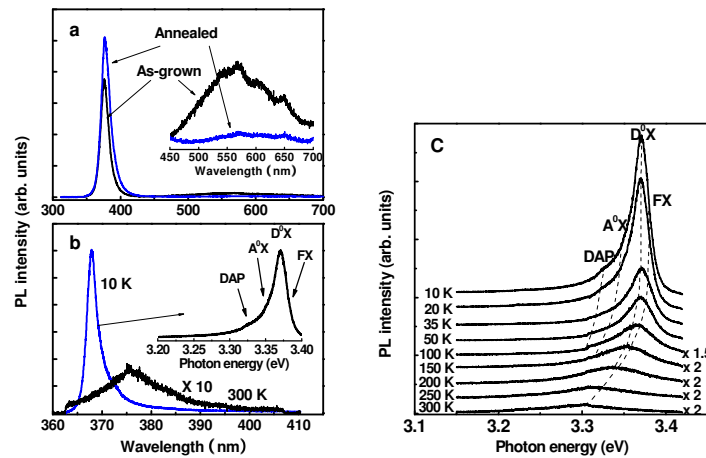 a
Annealed
As-grown
450 500 550 600 650 700
Wavelength ( nm)
300 400 500 600 700
PL intensity (arb. units)
b
10 K
D⁰X
A⁰X
DAP
FX
3.20 3.25 3.30 3.35 3.40
Photon energy (eV)
X 10
300 K
360 370 380 390 400 410
Wavelength ( nm)
C
D⁰X
FX
A⁰X
DAP
PL intensity (arb. units)
10 K
20 K
35 K
50 K
100 K
x 1.5
150 K
x 2
200 K
x 2
250 K
x 2
300 K
x 2
3.1 3.2 3.3 3.4
Photon energy (eV)